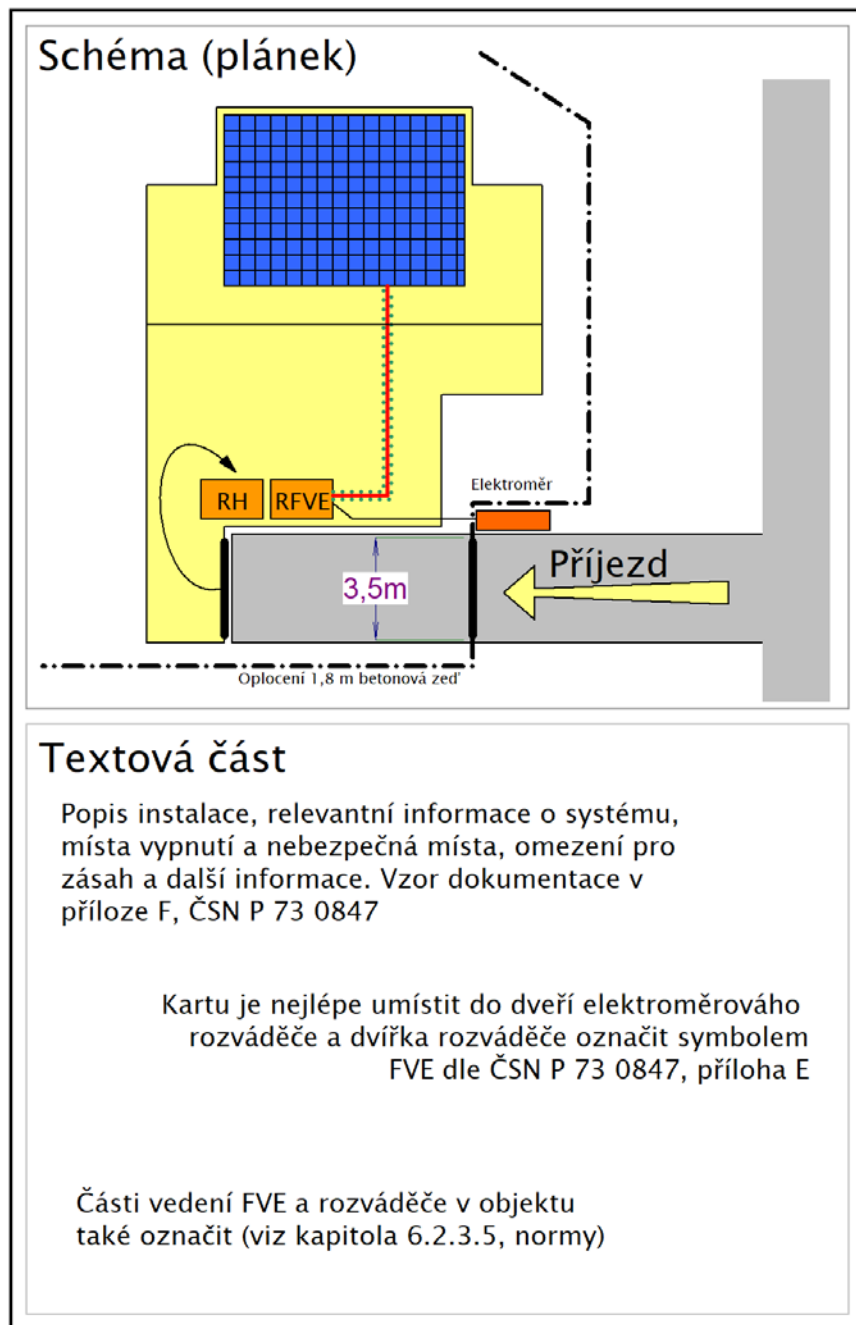 Schéma (plánek)
Elektroměr
RH
RFVE
Příjezd
3,5m
Oplocení 1,8 m betonová zeď
Textová část
Popis instalace, relevantní informace o systému,
místa vypnutí a nebezpečná místa, omezení pro
zásah a další informace. Vzor dokumentace v
příloze F, ČSN P 73 0847
Kartu je nejlépe umístit do dveří elektroměrováho
rozváděče a dvířka rozváděče označit symbolem
FVE dle ČSN P 73 0847, příloha E
Části vedení FVE a rozváděče v objektu
také označit (viz kapitola 6.2.3.5, normy)